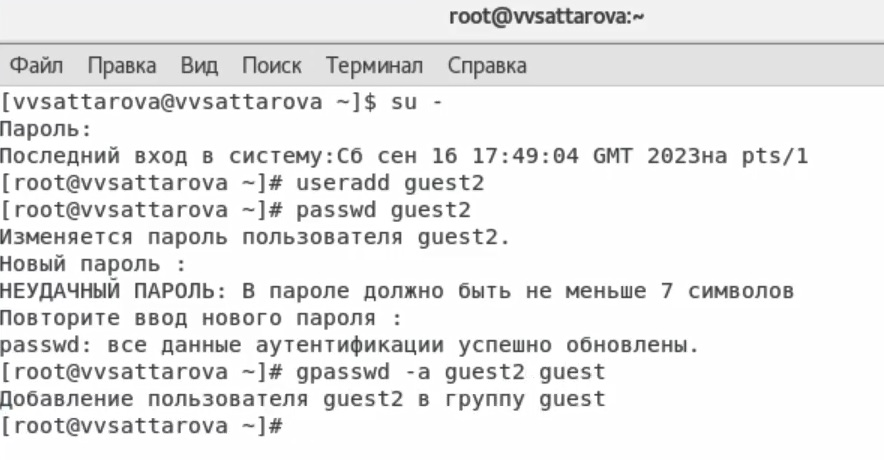 root@vvsattarova:~
Файл Правка Вид Поиск Терминал Справка
[vvsattarova@vvsattarova ~]$ su -
Пароль:
Последний вход в систему:Сб сен 16 17:49:04 GMT 2023на pts/1
[root@vvsattarova ~]# useradd guest2
[root@vvsattarova ~]# passwd guest2
Изменяется пароль пользователя guest2.
Новый пароль :
НЕУДАЧНЫЙ ПАРОЛЬ: В пароле должно быть не меньше 7 символов
Повторите ввод нового пароля :
passwd: все данные аутентификации успешно обновлены.
[root@vvsattarova ~]# gpasswd -a guest2 guest
Добавление пользователя guest2 в группу guest
[root@vvsattarova ~]#